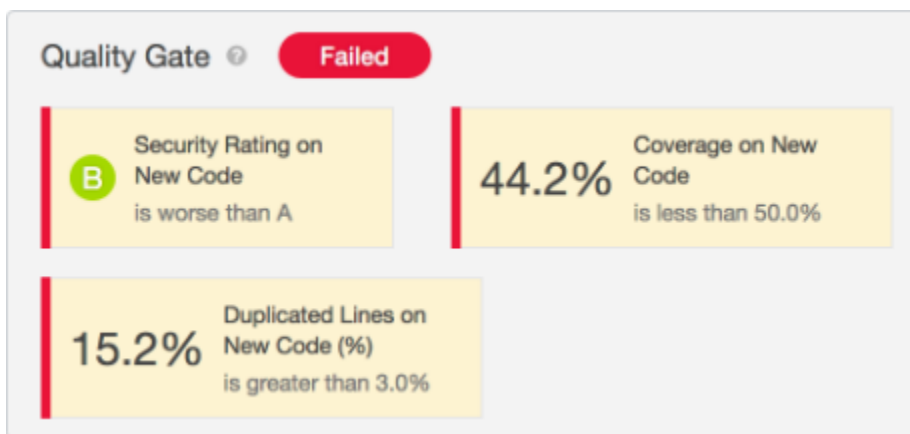 Quality Gate ? Failed
B
Security Rating on
New Code
is worse than A
44.2%
Coverage on New
Code
is less than 50.0%
15.2%
Duplicated Lines on
New Code (%)
is greater than 3.0%